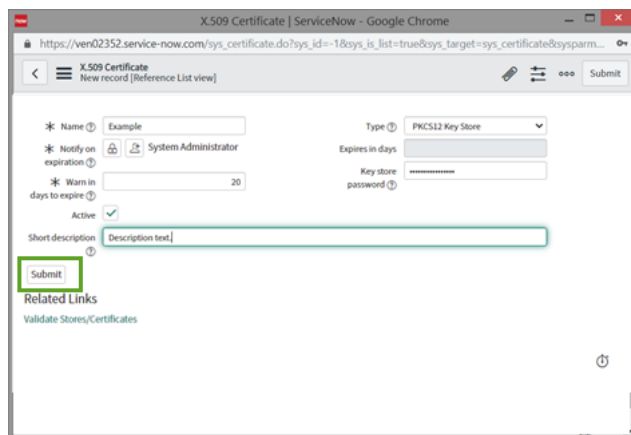 now
X.509 Certificate | ServiceNow - Google Chrome
https://ven02352.service-now.com/sys_certificate.do?sys_id=-1&sys_is_list=true&sys_target=sys_certificate&sysparm...
X.509 Certificate
New record [Reference List view]
Submit
Name
Example
Type
PKCS12 Key Store
Notify on
expiration
System Administrator
Expires in days
Warn in
days to expire
20
Key store
password
Active
Short description
Description text.
Submit
Related Links
Validate Stores/Certificates